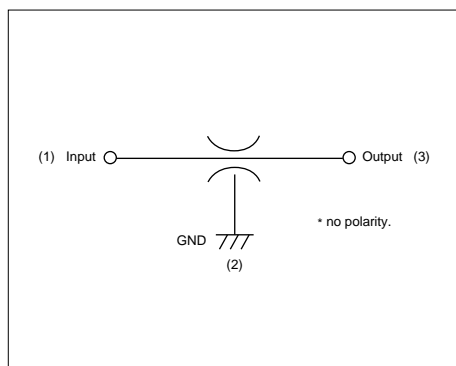 (1) Input Output (3)
* no polarity.
GND
(2)